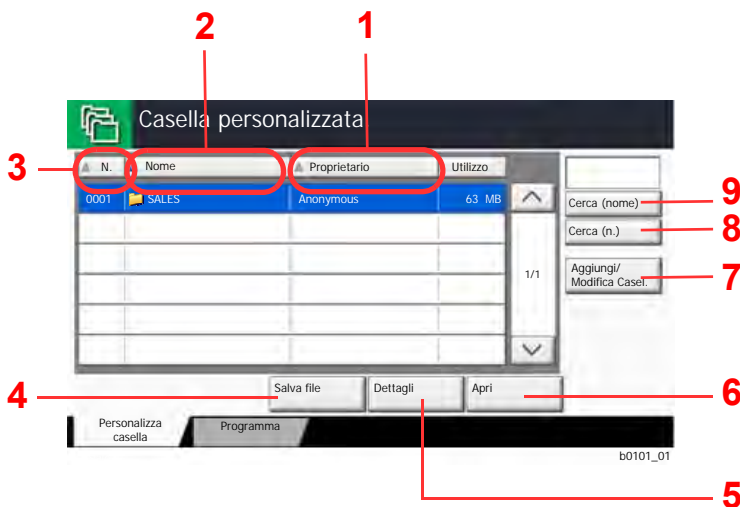 2 1
Casella personalizzata
3 N. Nome Proprietario Utilizzo
0001 SALES Anonymous 63 MB
Cerca (nome) 9
Cerca (n.) 8
1/1
Aggiungi/
Modifica Casel. 7
4 Salva file Dettagli Apri 6
Personalizza
casella
Programma
b0101_01
5